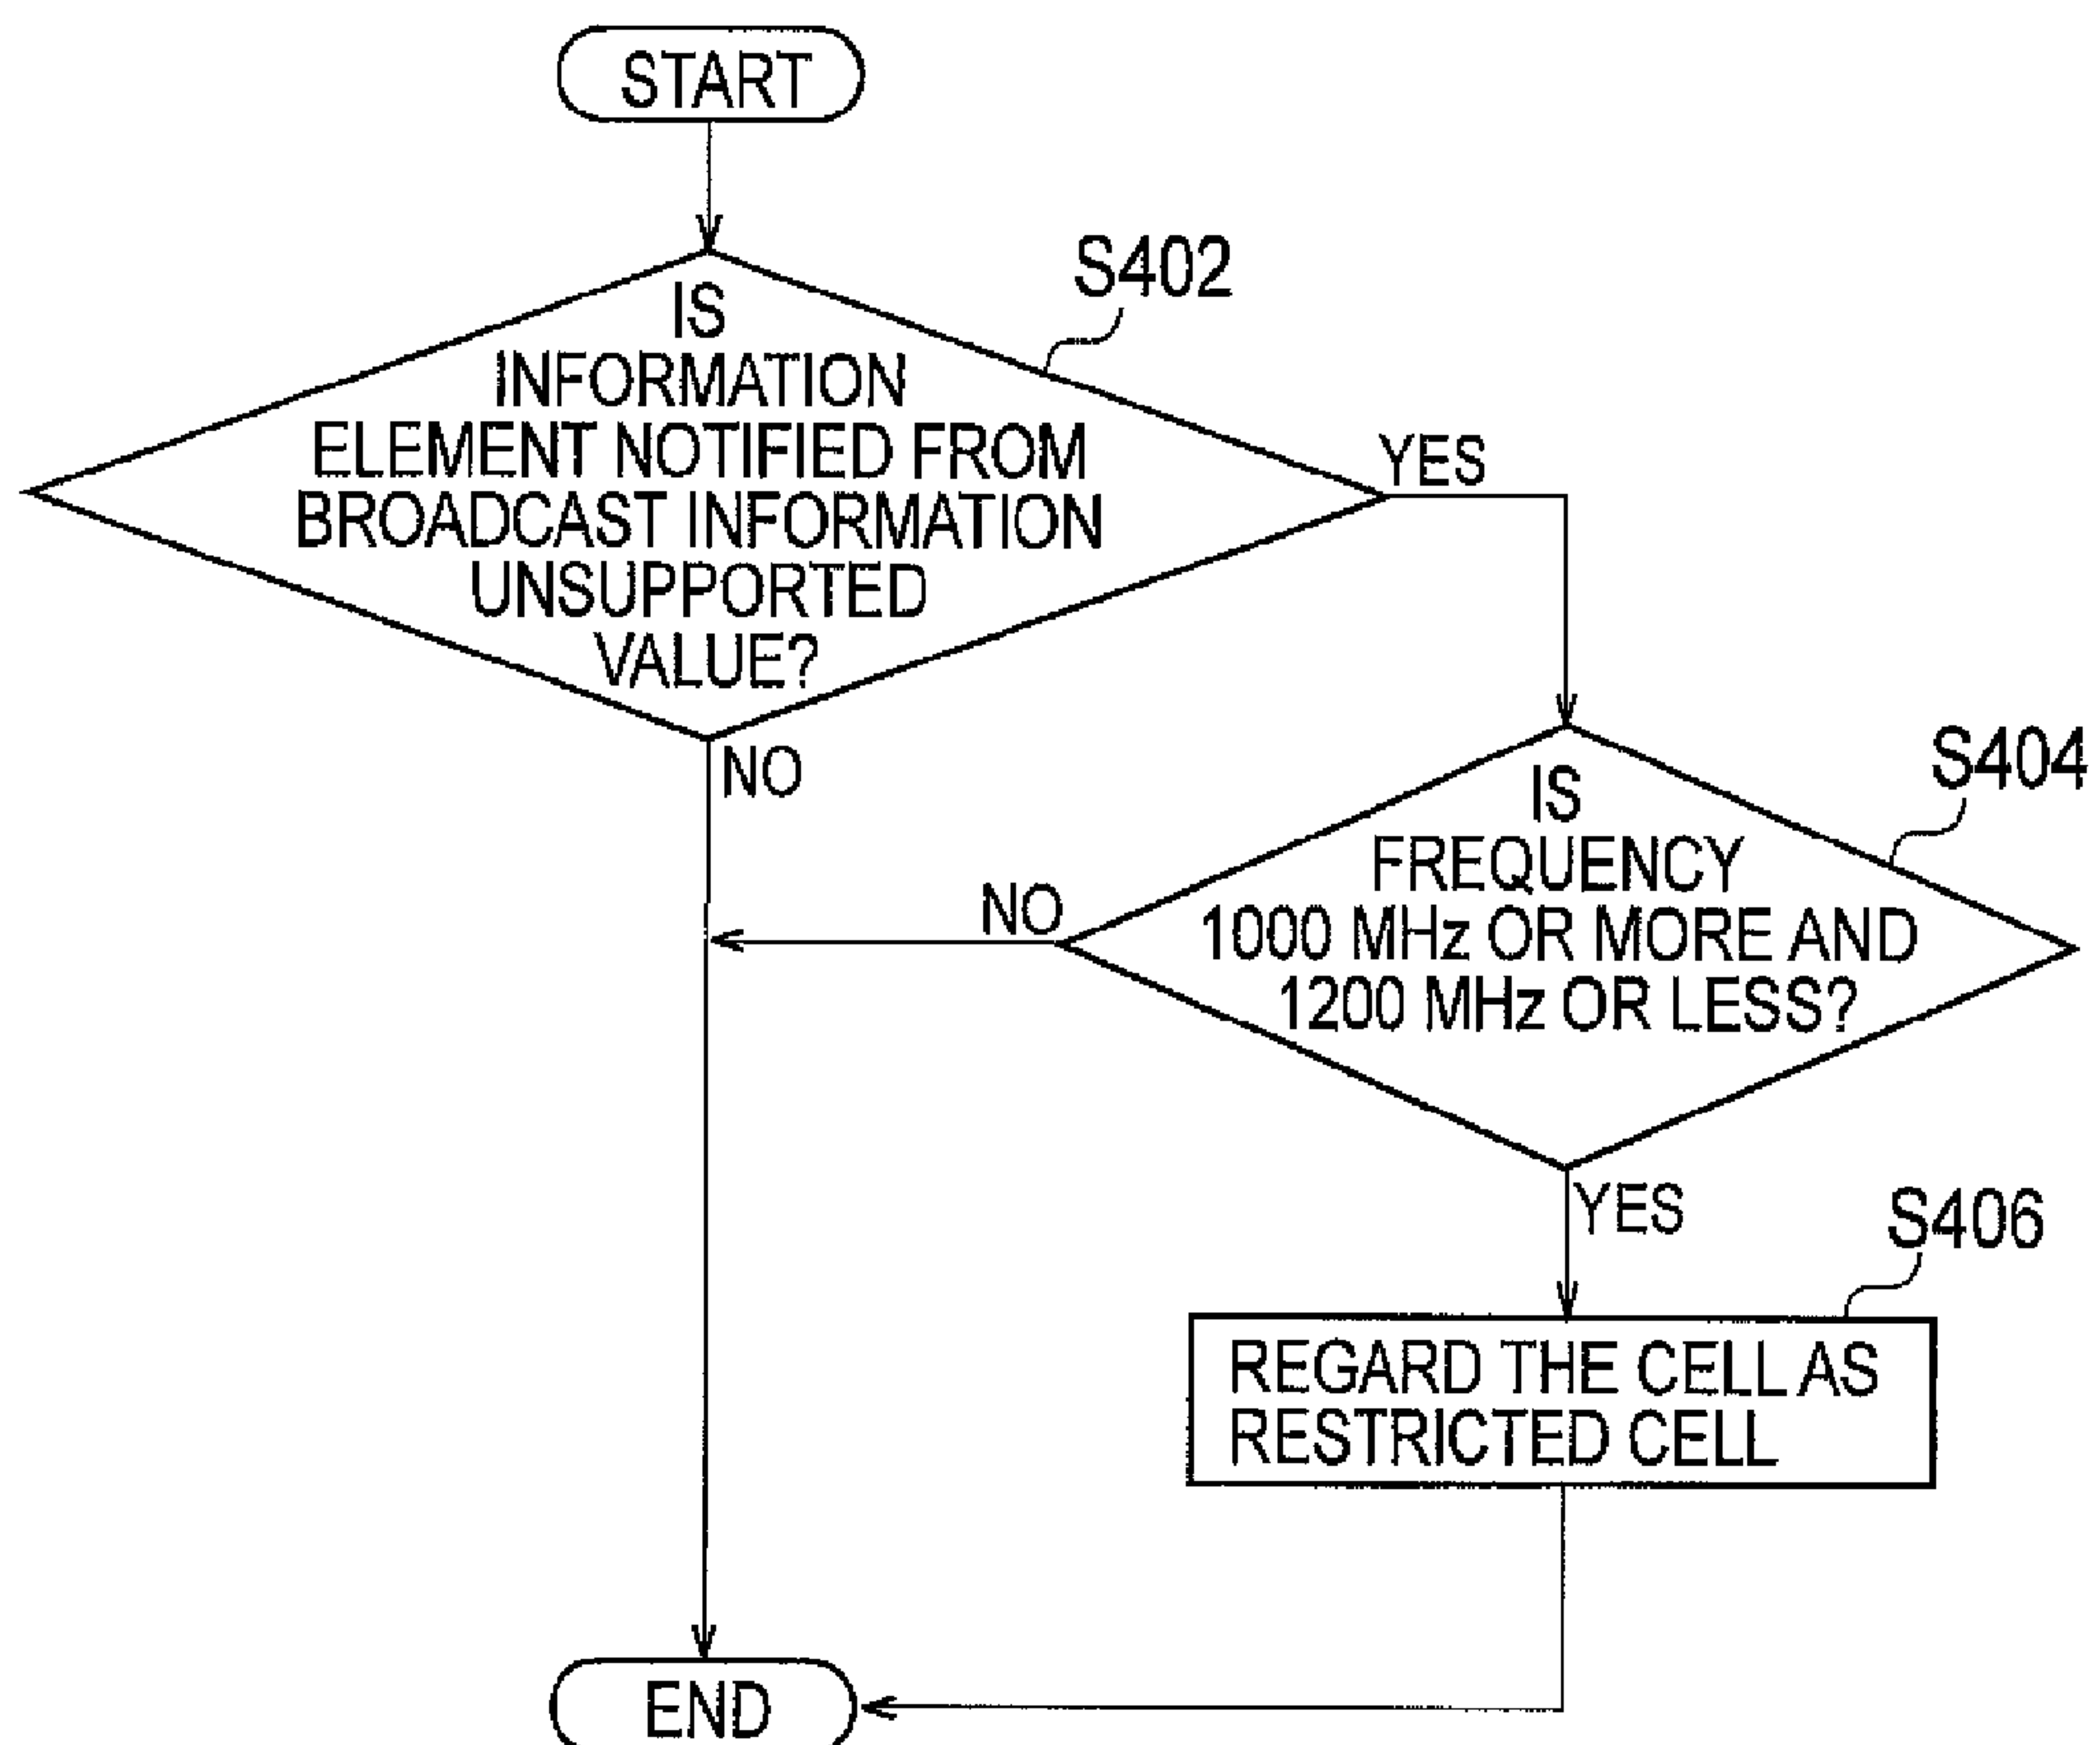 START
S402
IS
INFORMATION
ELEMENT NOTIFIED FROM
BROADCAST INFORMATION
UNSUPPORTED
VALUE?
YES
NO
S404
IS
FREQUENCY
1000 MHz OR MORE AND
1200 MHz OR LESS?
NO
YES
S406
REGARD THE CELL AS
RESTRICTED CELL
END